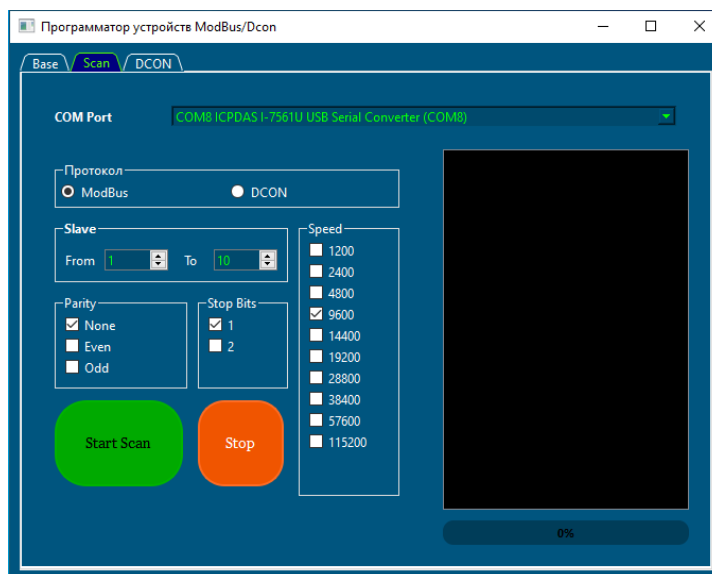 Программатор устройств ModBus/Dcon
Base Scan DCON
COM Port COM8 ICPDAS I-7561U USB Serial Converter (COM8)
Протокол
ModBus DCON
Slave
From 1 To 10
Parity
None
Even
Odd
Stop Bits
1
2
Speed
1200
2400
4800
9600
14400
19200
28800
38400
57600
115200
Start Scan Stop
0%